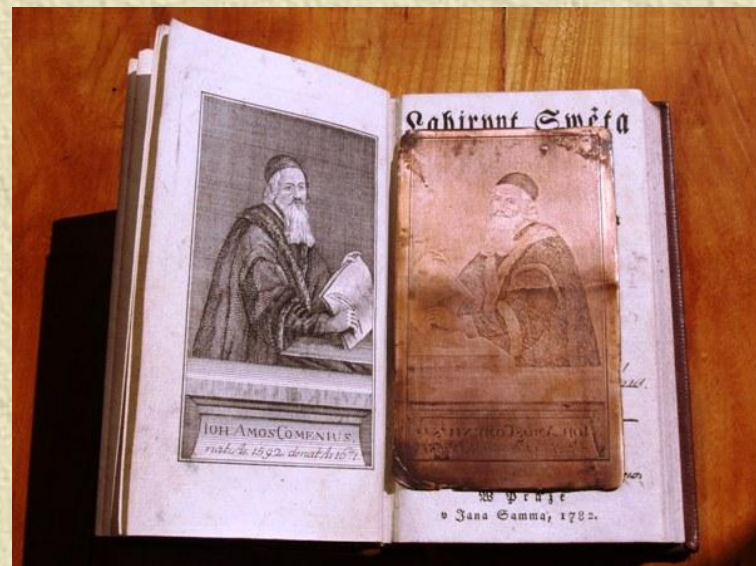 IOH. AMOS COMENIUS,
nat. A. 1592. denat. A. 1671
Labirynt Swěta
W Praze
v Jana Samma, 1782.